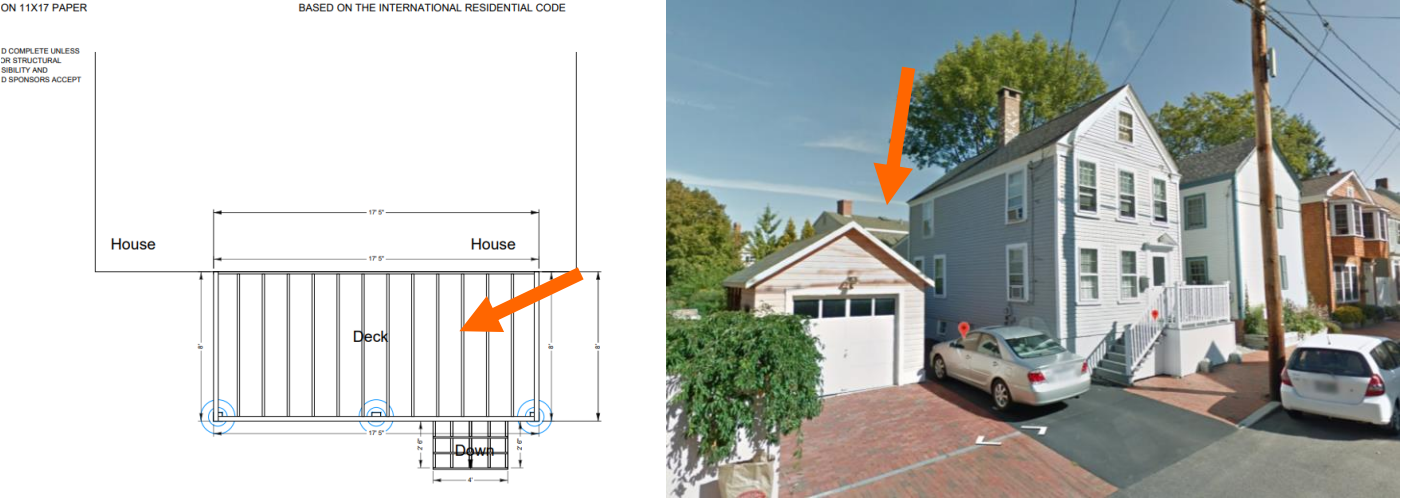 ON 11X17 PAPER
BASED ON THE INTERNATIONAL RESIDENTIAL CODE
D COMPLETE UNLESS
OR STRUCTURAL
SIBILITY AND
D SPONSORS ACCEPT
17' 5"
House
House
17' 5"
Deck
8'
8'
8'
17' 5"
2' 6"
Down
2' 6"
4'